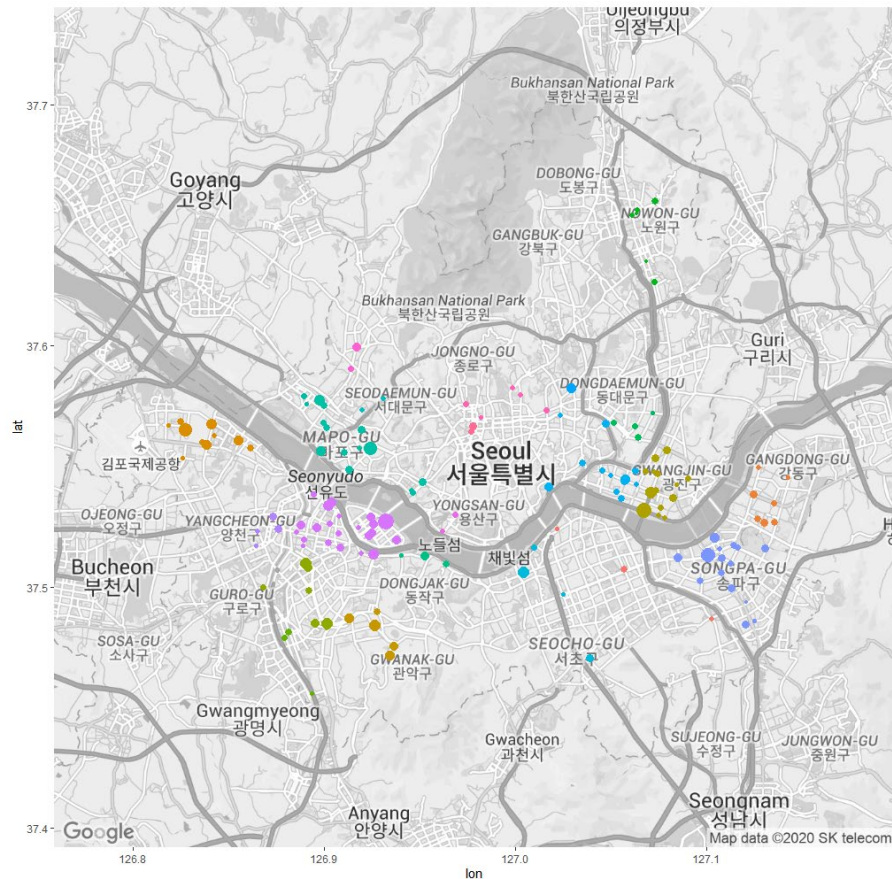 Uijeongbu
의정부시
37.7
Bukhansan National Park
북한산국립공원
DOBONG-GU
도봉구
Goyang
고양시
NOWON-GU
노원구
GANGBUK-GU
강북구
Bukhansan National Park
북한산국립공원
Guri
구리시
37.6
JONGNO-GU
종로구
SEODAEMUN-GU
서대문구
DONGDAEMUN-GU
동대문구
MAPO-GU
마포구
Seoul
서울특별시
김포국제공항
GWANGJIN-GU
광진구
GANGDONG-GU
강동구
Seonyudo
선유도
lat
OJEONG-GU
오정구
YANGCHEON-GU
양천구
YONGSAN-GU
용산구
노들섬
채빛섬
Bucheon
부천시
SONGPA-GU
송파구
37.5
GURO-GU
구로구
DONGJAK-GU
동작구
SOSA-GU
소사구
SEOCHO-GU
서초구
GWANAK-GU
관악구
Gwangmyeong
광명시
Gwacheon
과천시
SUJEONG-GU
수정구
JUNGWON-GU
중원구
Anyang
안양시
Seongnam
성남시
37.4
Google
Map data ©2020 SK telecom
126.8
126.9
127.0
127.1
lon